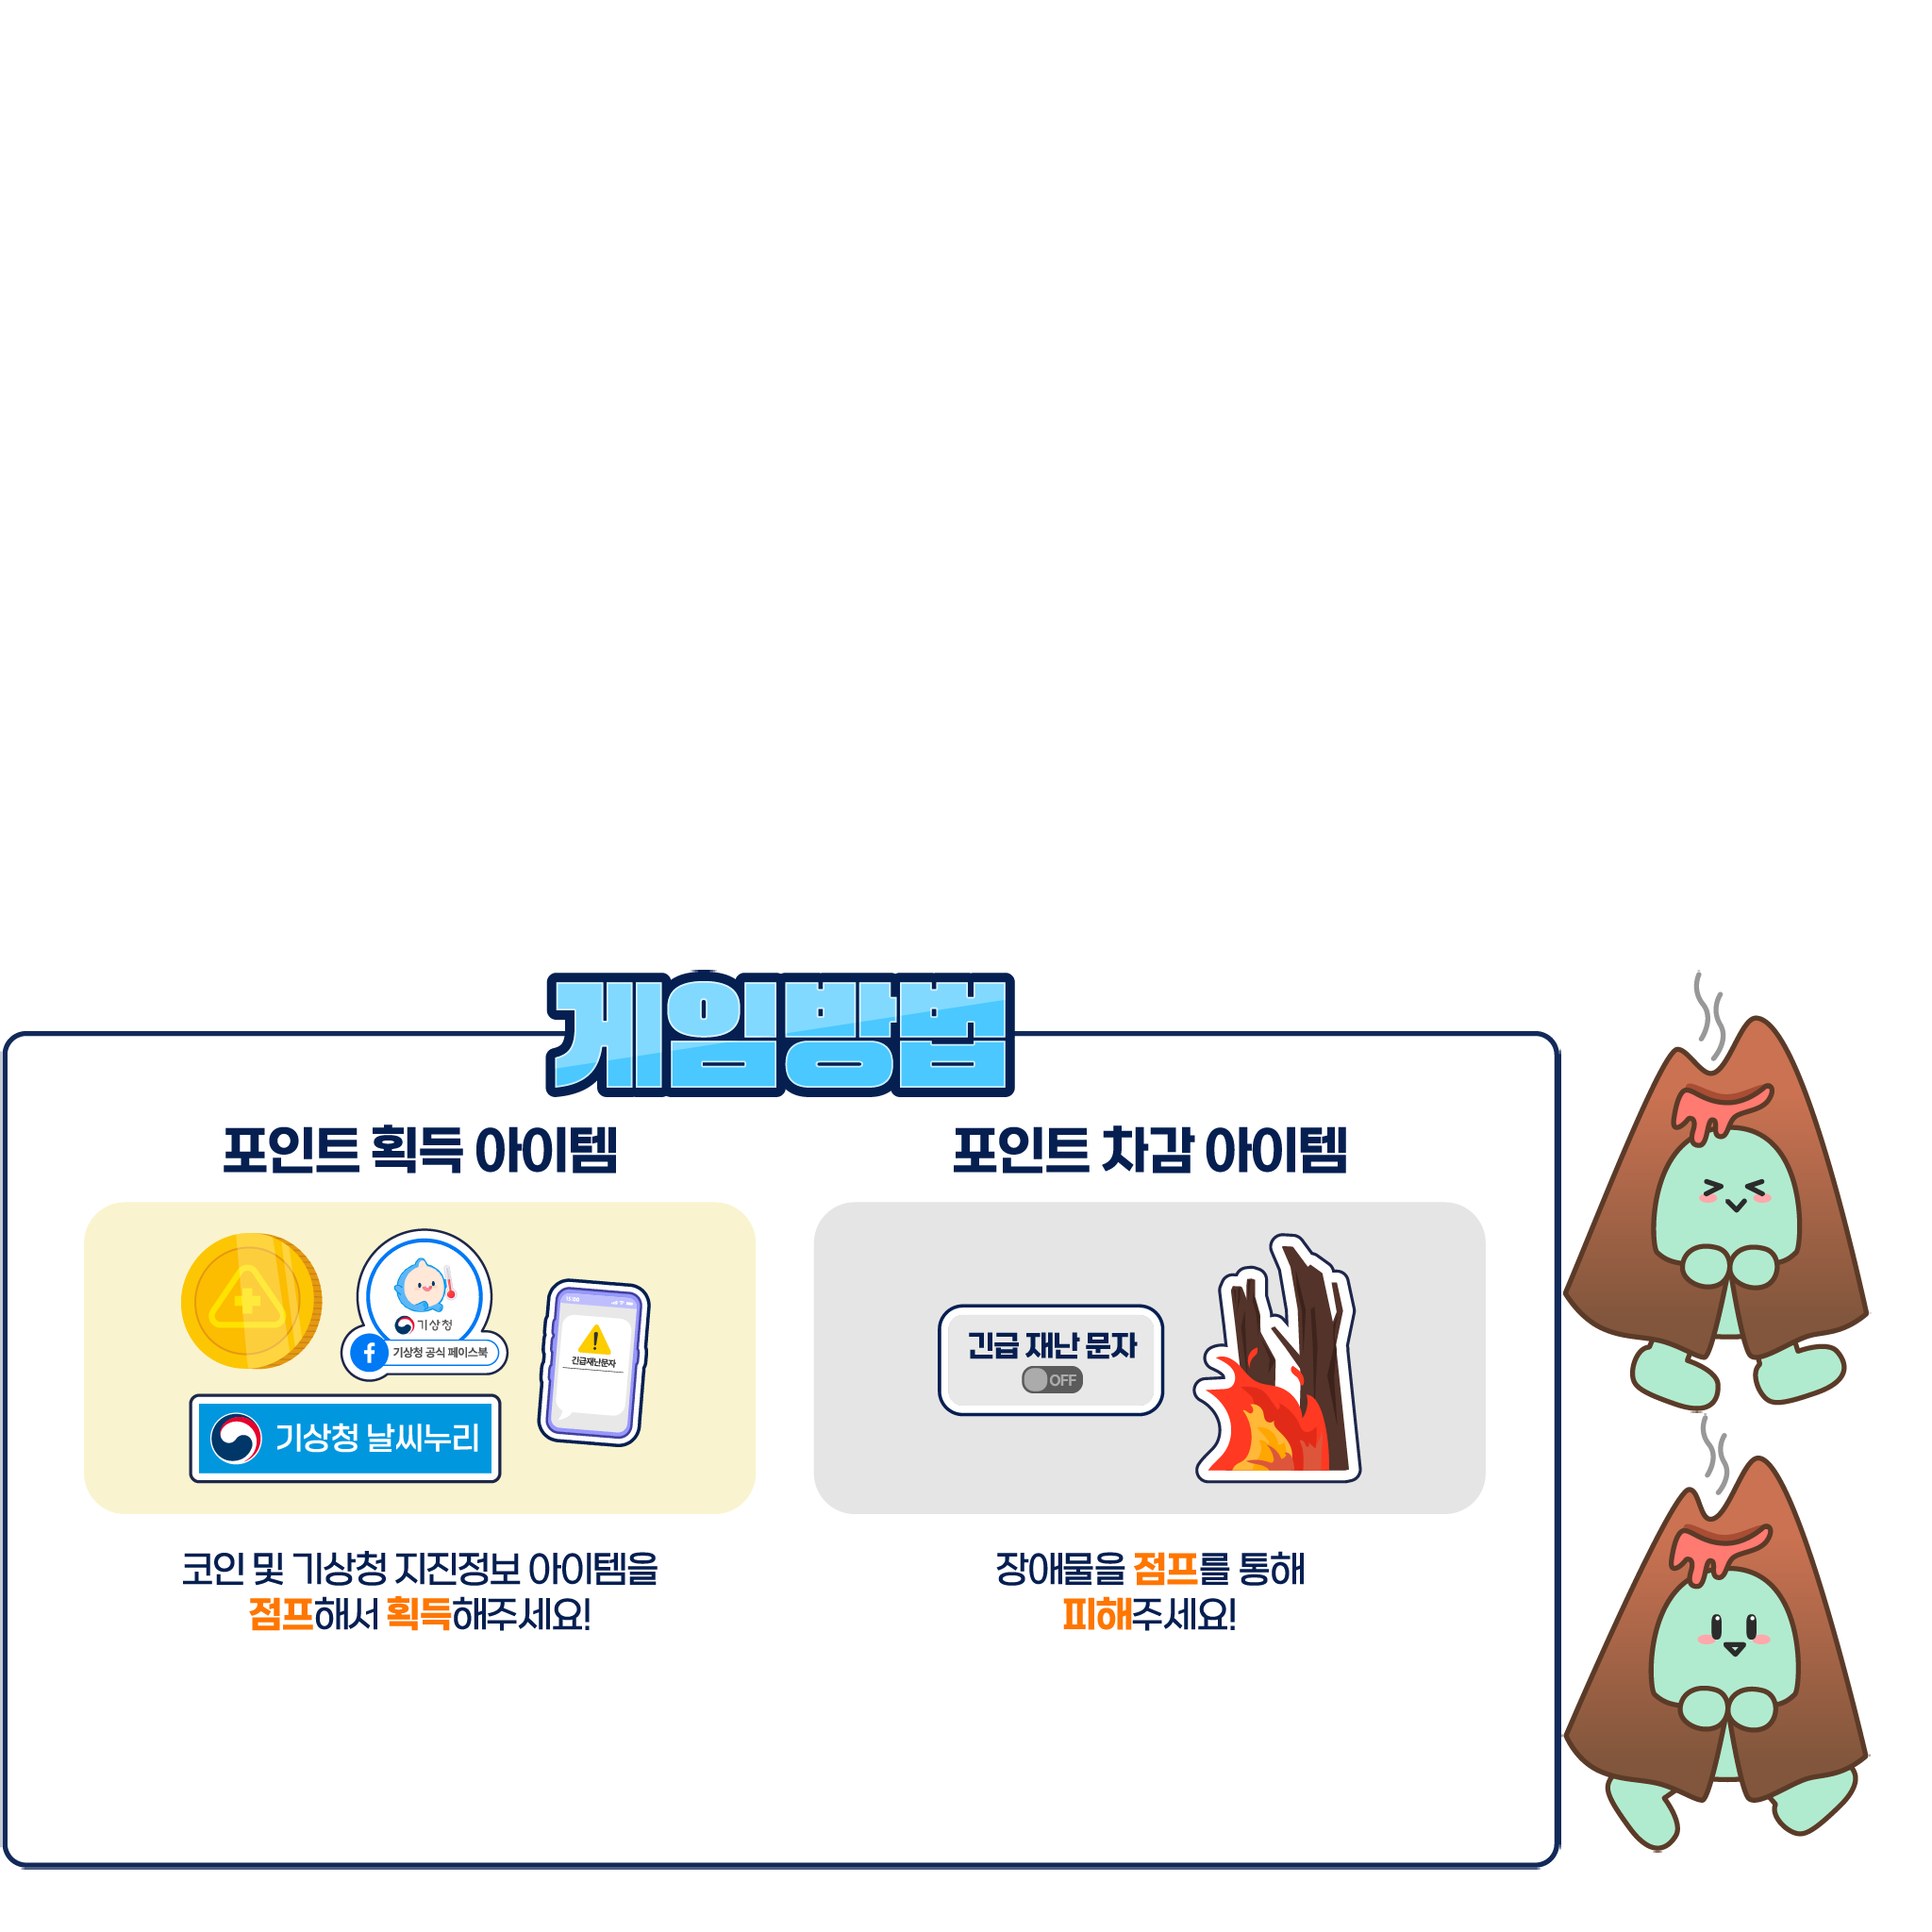 게임방법
포인트 획득 아이템
기상청
기상청 공식 페이스북
긴급재난문자
기상청 날씨누리
코인 및 기상청 지진정보 아이템을
점프해서 획득해주세요!
포인트 차감 아이템
긴급 재난 문자
OFF
장애물을 점프를 통해
피해주세요!